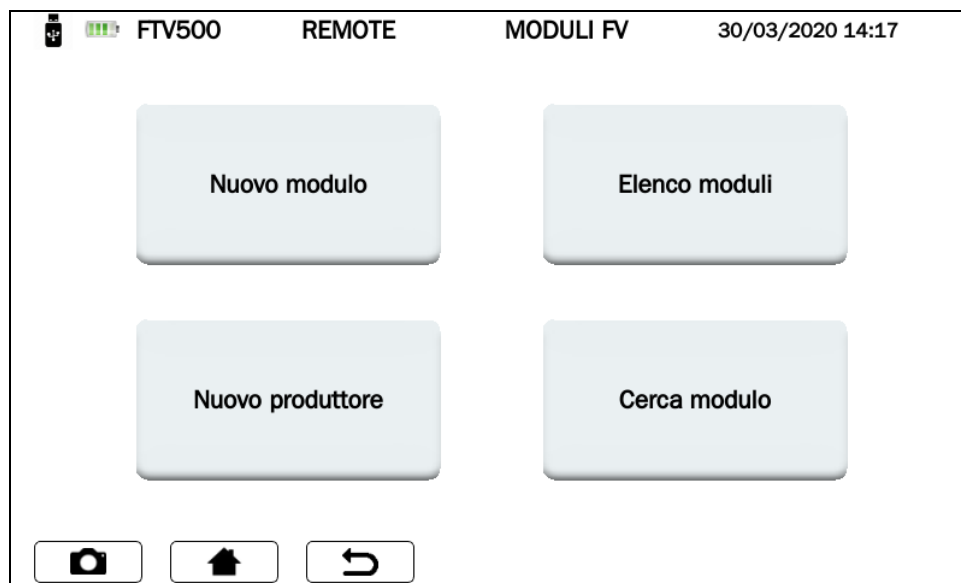 FTV500 REMOTE MODULI FV 30/03/2020 14:17
Nuovo modulo Elenco moduli
Nuovo produttore Cerca modulo